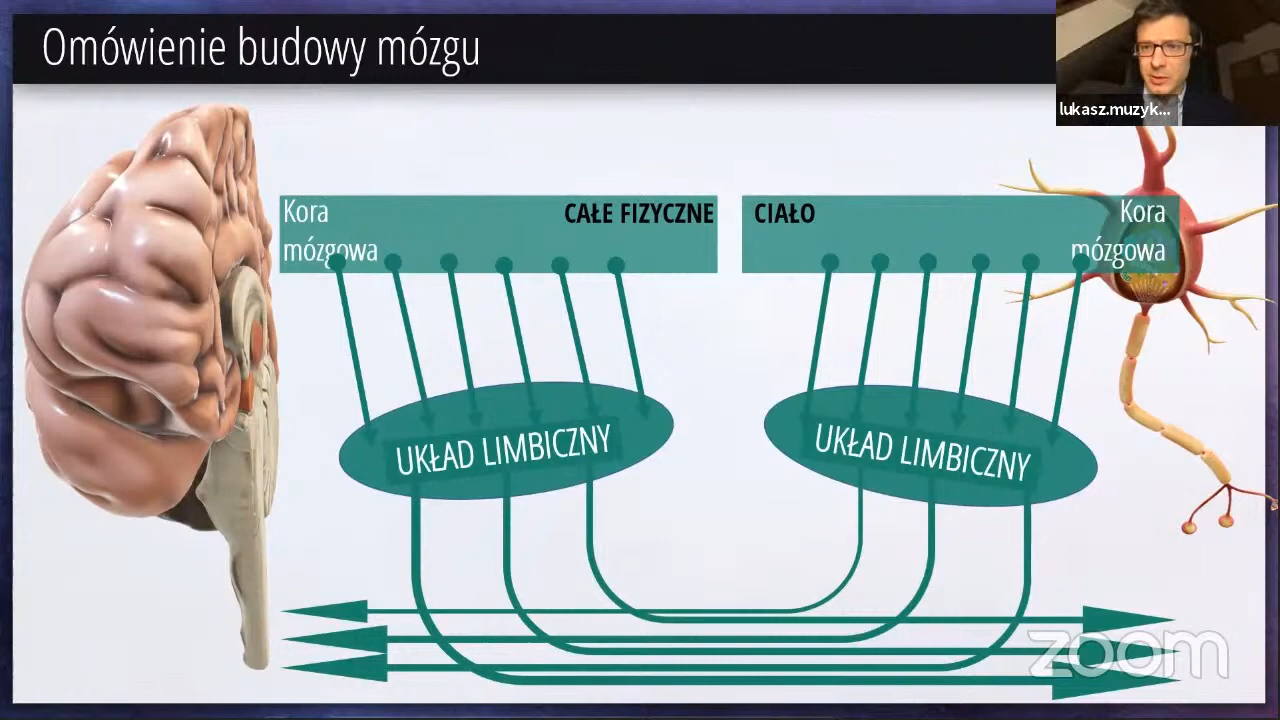 Omówienie budowy mózgu
lukasz.muzyk...
Kora
mózgowa
CAŁE FIZYCZNE
CIAŁO
Kora
mózgowa
UKŁAD LIMBICZNY
UKŁAD LIMBICZNY
zoom